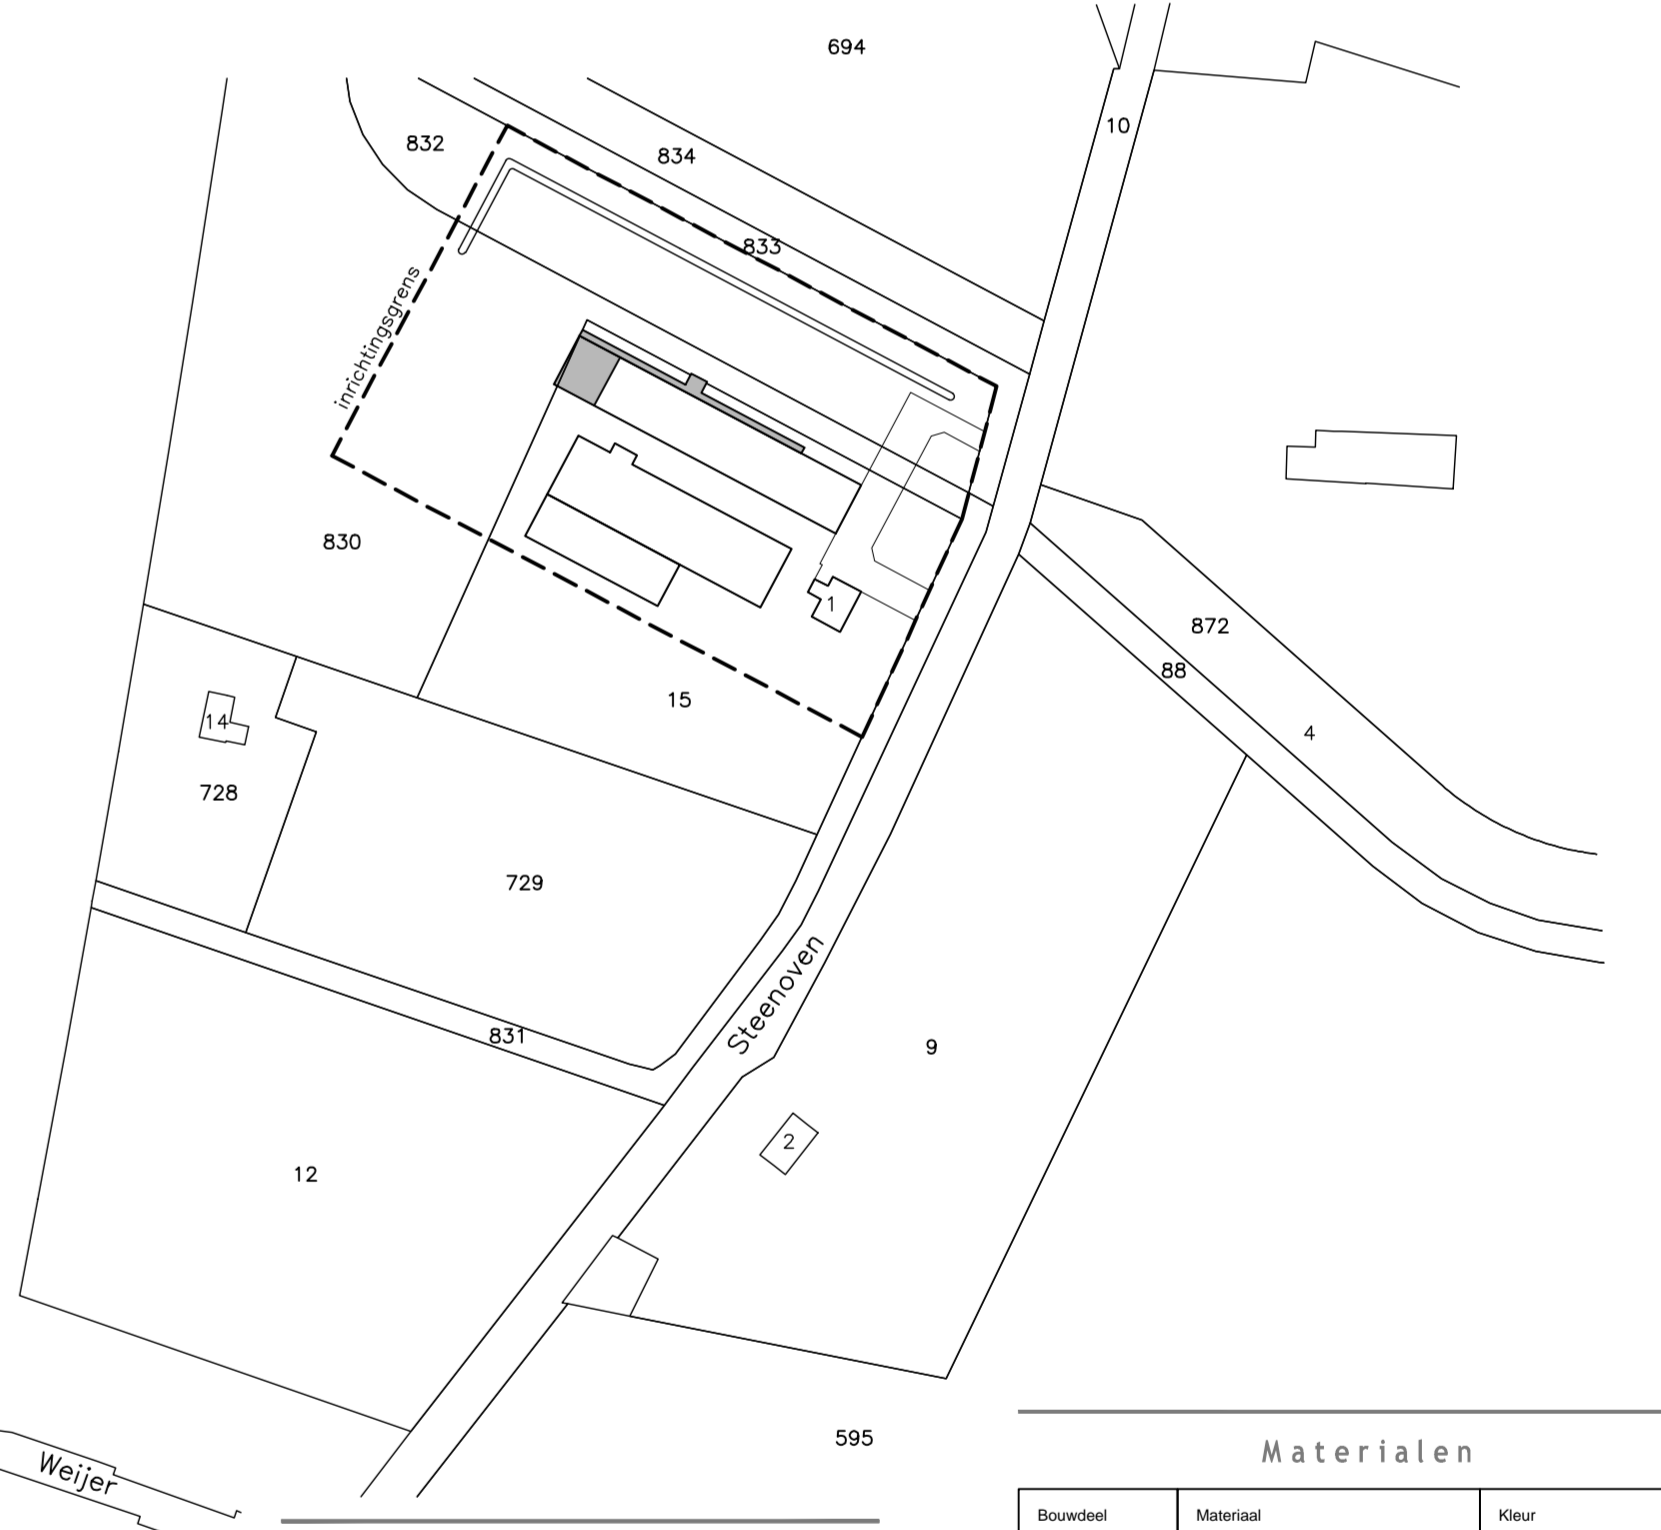 694
10
832
834
833
inrichtingsgrens
830
1
872
88
15
14
4
728
729
Steenoven
831
9
2
12
595
Materialen
Weijer
Bouwdeel
Materiaal
Kleur